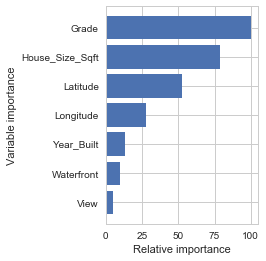 Grade
House_Size_Sqft
Latitude
Longitude
Year_Built
Waterfront
View
Variable importance
0 25 50 75 100
Relative importance